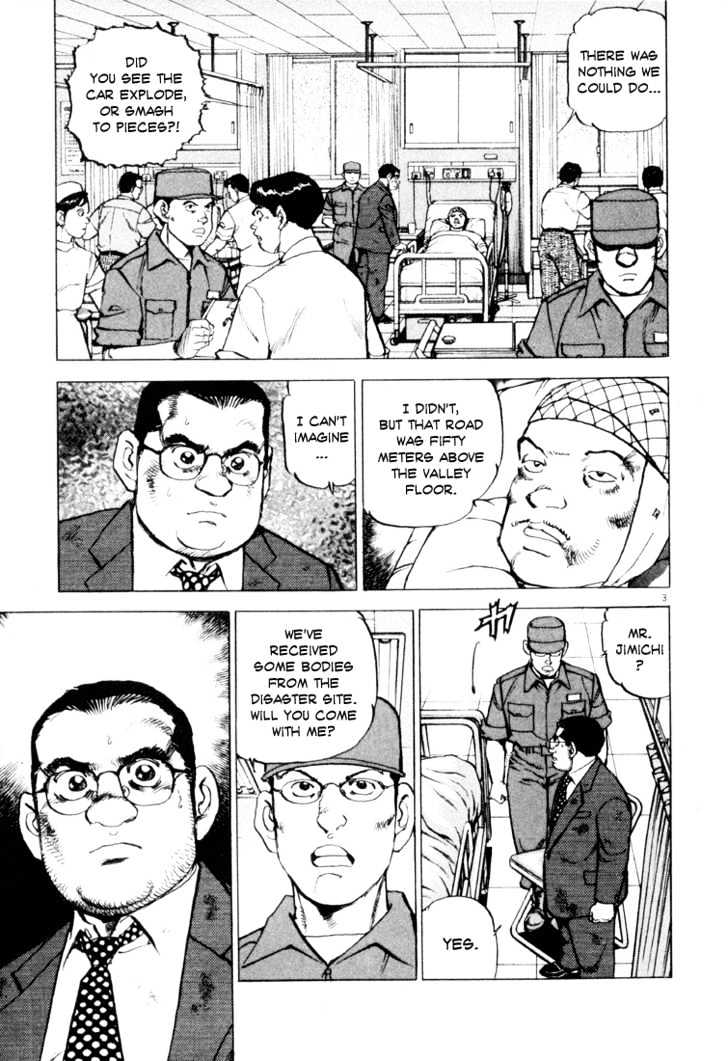 THERE WAS
NOTHING WE
COULD DO...
DID
YOU SEE THE
CAR EXPLODE,
OR SMASH
TO PIECES?!
I DIDN'T,
BUT THAT ROAD
WAS FIFTY
METERS ABOVE
THE VALLEY
FLOOR.
I CAN'T
IMAGINE
...
3
MR.
JIMICHI
?
YES.
WE'VE
RECEIVED
SOME BODIES
FROM THE
DISASTER SITE.
WILL YOU COME
WITH ME?